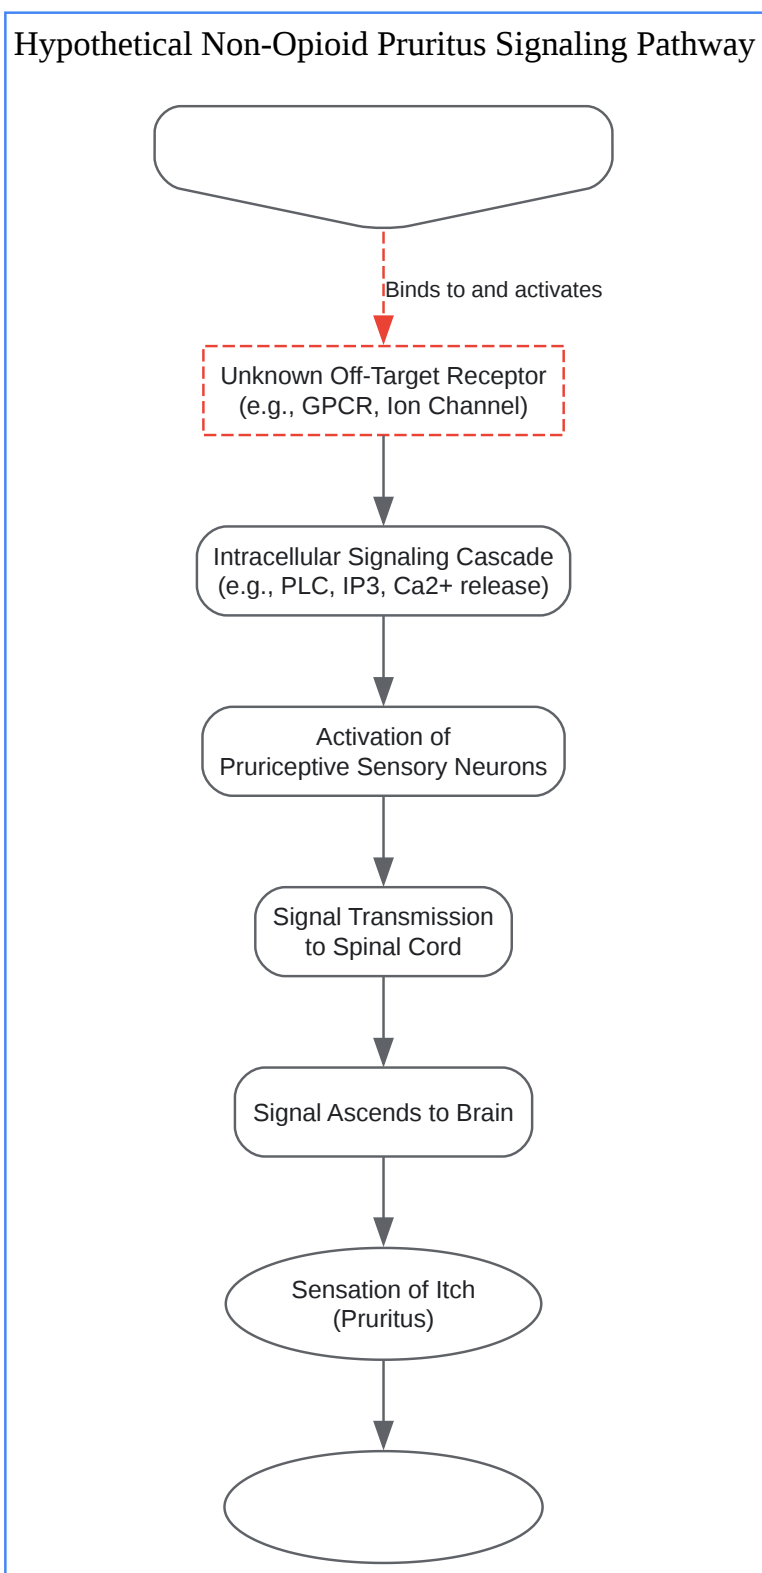 Hypothetical Non-Opioid Pruritus Signaling Pathway
Binds to and activates
Unknown Off-Target Receptor
(e.g., GPCR, Ion Channel)
Intracellular Signaling Cascade
(e.g., PLC, IP3, Ca2+ release)
Activation of
Pruriceptive Sensory Neurons
Signal Transmission
to Spinal Cord
Signal Ascends to Brain
Sensation of Itch
(Pruritus)